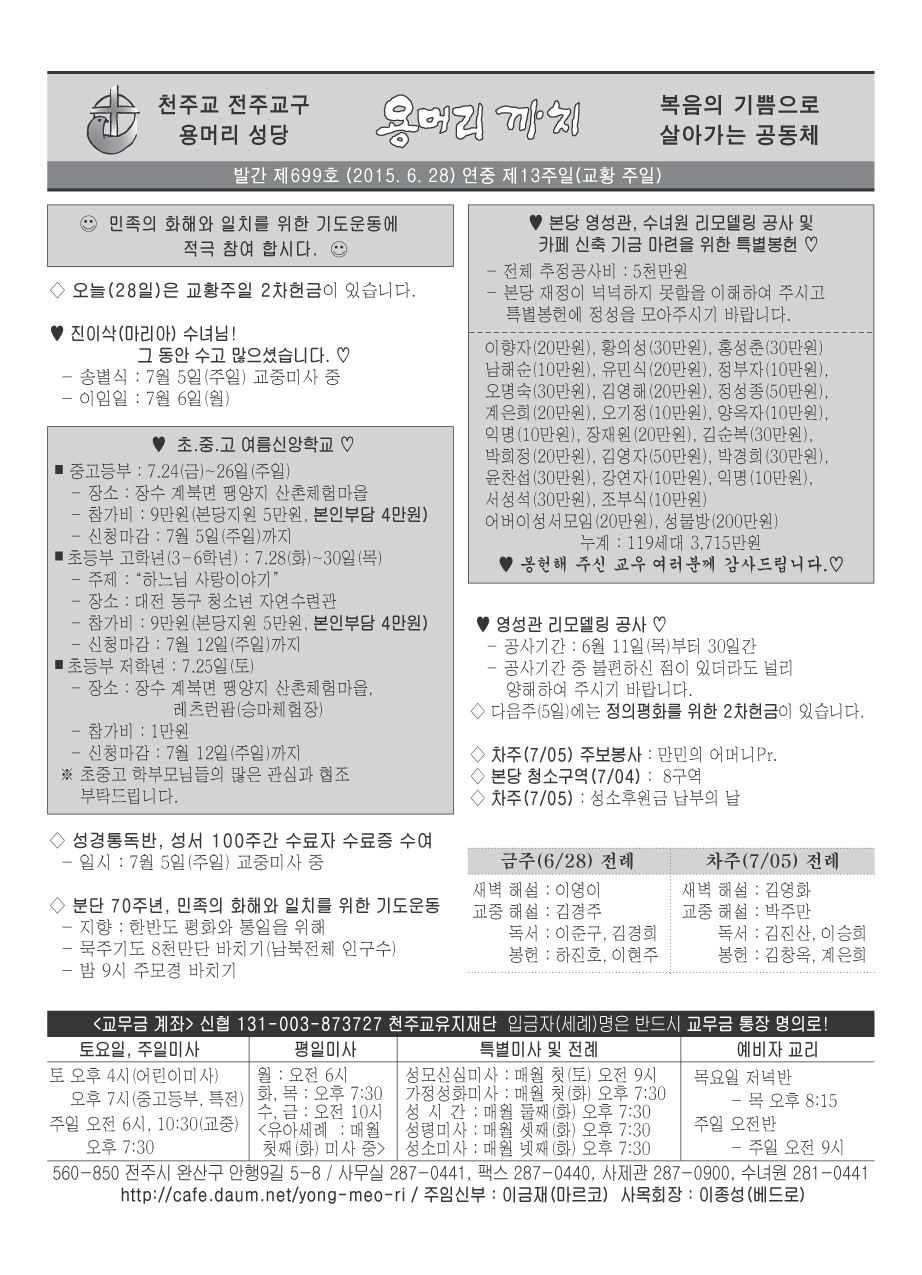 천주교 전주교구
용머리 성당
용머리 까치
복음의 기쁨으로
살아가는 공동체
발간 제699호 (2015. 6. 28) 연중 제13주일(교황 주일)
☺ 민족의 화해와 일치를 위한 기도운동에
적극 참여 합시다. ☺
◇ 오늘(28일)은 교황주일 2차헌금이 있습니다.
♥ 진이삭(마리아) 수녀님!
그 동안 수고 많으셨습니다. ♡
- 송별식 : 7월 5일(주일) 교중미사 중
- 이임일 : 7월 6일(월)
♥ 초.중.고 여름신앙학교 ♡
■ 중고등부 : 7.24(금)~26일(주일)
- 장소 : 장수 계북면 땡양지 산촌체험마을
- 참가비 : 9만원(본당지원 5만원, 본인부담 4만원)
- 신청마감 : 7월 5일(주일)까지
■ 초등부 고학년(3-6학년) : 7.28(화)~30일(목)
- 주제 : “하느님 사랑이야기”
- 장소 : 대전 동구 청소년 자연수련관
- 참가비 : 9만원(본당지원 5만원, 본인부담 4만원)
- 신청마감 : 7월 12일(주일)까지
■ 초등부 저학년 : 7.25일(토)
- 장소 : 장수 계북면 땡양지 산촌체험마을,
레츠런팜(승마체험장)
- 참가비 : 1만원
- 신청마감 : 7월 12일(주일)까지
※ 초중고 학부모님들의 많은 관심과 협조
부탁드립니다.
◇ 성경통독반, 성서 100주간 수료자 수료증 수여
- 일시 : 7월 5일(주일) 교중미사 중
◇ 분단 70주년, 민족의 화해와 일치를 위한 기도운동
- 지향 : 한반도 평화와 통일을 위해
- 묵주기도 8천만단 바치기(남북전체 인구수)
- 밤 9시 주모경 바치기
♥ 본당 영성관, 수녀원 리모델링 공사 및
카페 신축 기금 마련을 위한 특별봉헌 ♡
- 전체 추정공사비 : 5천만원
- 본당 재정이 넉넉하지 못함을 이해하여 주시고
특별봉헌에 정성을 모아주시기 바랍니다.
이향자(20만원), 황의성(30만원), 홍성춘(30만원)
남해순(10만원), 유민식(20만원), 정부자(10만원),
오명숙(30만원), 김영해(20만원), 정성종(50만원),
계은희(20만원), 오기정(10만원), 양옥자(10만원),
익명(10만원), 장재원(20만원), 김순복(30만원),
박희정(20만원), 김영자(50만원), 박경희(30만원),
윤찬섭(30만원), 강연자(10만원), 익명(10만원),
서성석(30만원), 조부식(10만원)
어버이성서모임(20만원), 성물방(200만원)
누계 : 119세대 3,715만원
♥ 봉헌해 주신 교우 여러분께 감사드립니다.♡
♥ 영성관 리모델링 공사 ♡
- 공사기간 : 6월 11일(목)부터 30일간
- 공사기간 중 불편하신 점이 있더라도 널리
양해하여 주시기 바랍니다.
◇ 다음주(5일)에는 정의평화를 위한 2차헌금이 있습니다.
◇ 차주(7/05) 주보봉사 : 만민의 어머니Pr.
◇ 본당 청소구역(7/04) : 8구역
◇ 차주(7/05) : 성소후원금 납부의 날
금주(6/28) 전례
새벽 해설 : 이영이
교중 해설 : 김경주
독서 : 이준구, 김경희
봉헌 : 하진호, 이현주
차주(7/05) 전례
새벽 해설 : 김영화
교중 해설 : 박주만
독서 : 김진산, 이승희
봉헌 : 김창옥, 계은희
<교무금 계좌> 신협 131-003-873727 천주교유지재단 입금자(세례)명은 반드시 교무금 통장 명의로!
토요일, 주일미사
토 오후 4시(어린이미사)
오후 7시(중고등부, 특전)
주일 오전 6시, 10:30(교중)
오후 7:30
평일미사
월 : 오전 6시
화, 목 : 오후 7:30
수, 금 : 오전 10시
<유아세례 : 매월
첫째(화) 미사 중>
특별미사 및 전례
성모신심미사 : 매월 첫(토) 오전 9시
가정성화미사 : 매월 첫(화) 오후 7:30
성 시 간 : 매월 둘째(화) 오후 7:30
성령미사 : 매월 셋째(화) 오후 7:30
성소미사 : 매월 넷째(화) 오후 7:30
예비자 교리
목요일 저녁반
- 목 오후 8:15
주일 오전반
- 주일 오전 9시
560-850 전주시 완산구 안행9길 5-8 / 사무실 287-0441, 팩스 287-0440, 사제관 287-0900, 수녀원 281-0441
http://cafe.daum.net/yong-meo-ri / 주임신부 : 이금재(마르코) 사목회장 : 이종성(베드로)